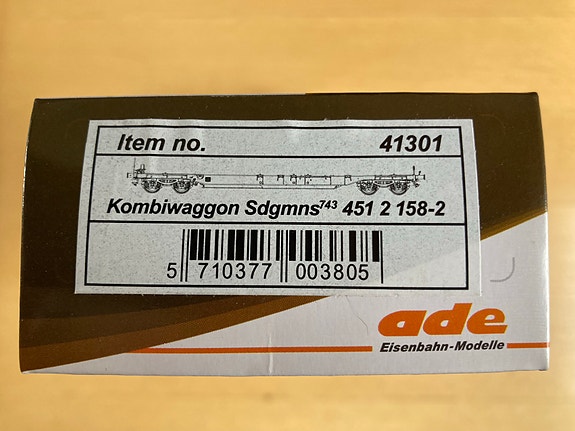 Item no. 41301
Kombiwaggon Sdgmns743 451 2 158-2
5 710377 003805
ade
Eisenbahn-Modelle